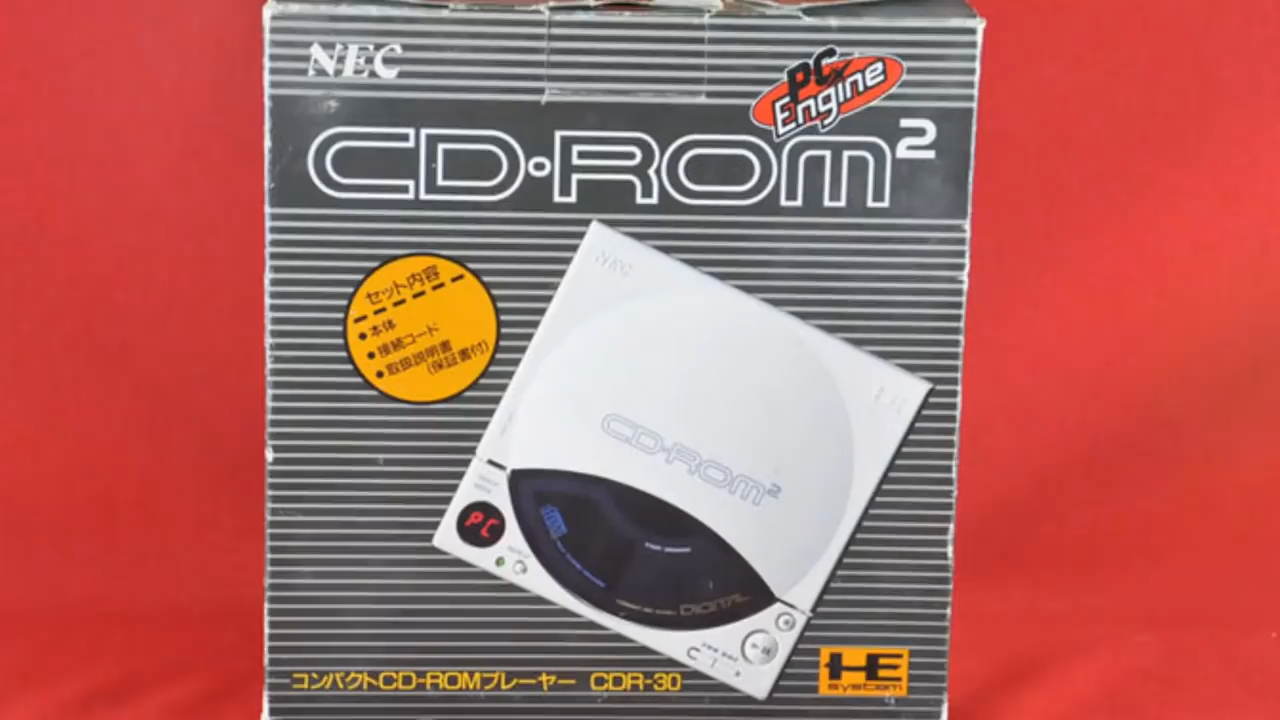 NEC
PC Engine
CD・ROM²
セット内容
●本体
●接続コード
●取扱説明書
(保証書付)
NEC
CD-ROM²
PC
DIGITAL
コンパクトCD-ROMプレーヤー CDR-30
HE
system